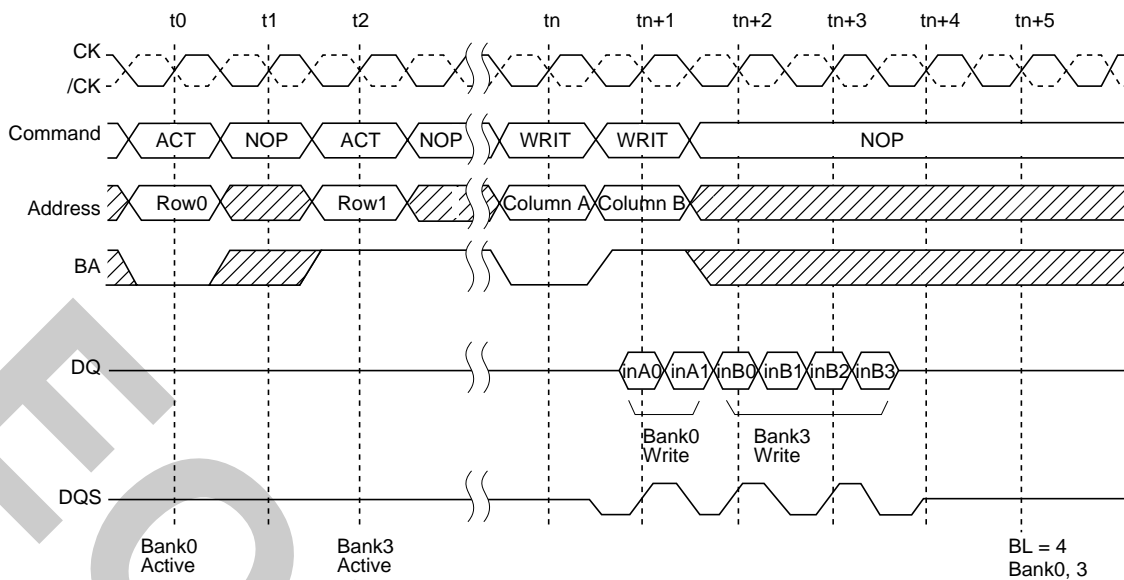 t0 t1 t2 tn tn+1 tn+2 tn+3 tn+4 tn+5
CK
/CK
Command ACT NOP ACT NOP WRIT WRIT NOP
Address Row0 Row1 Column A Column B
BA
DQ inA0 inA1 inB0 inB1 inB2 inB3
Bank0 Bank3
Write Write
DQS
Bank0 Bank3 BL = 4
Active Active Bank0, 3